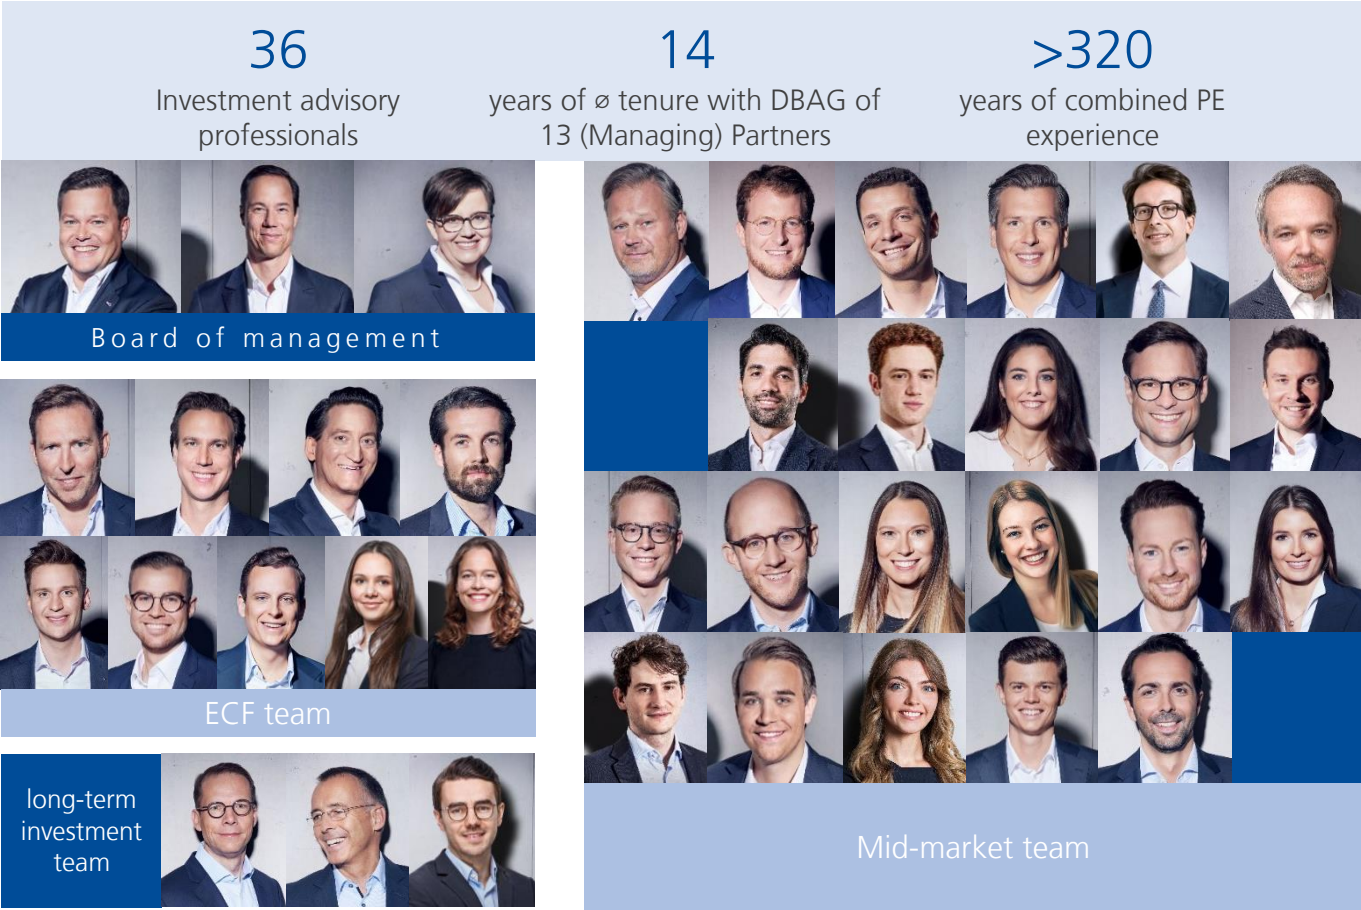 36
Investment advisory
professionals
14
years of ⌀ tenure with DBAG of
13 (Managing) Partners
>320
years of combined PE
experience
Board of management
ECF team
long-term
investment
team
Mid-market team